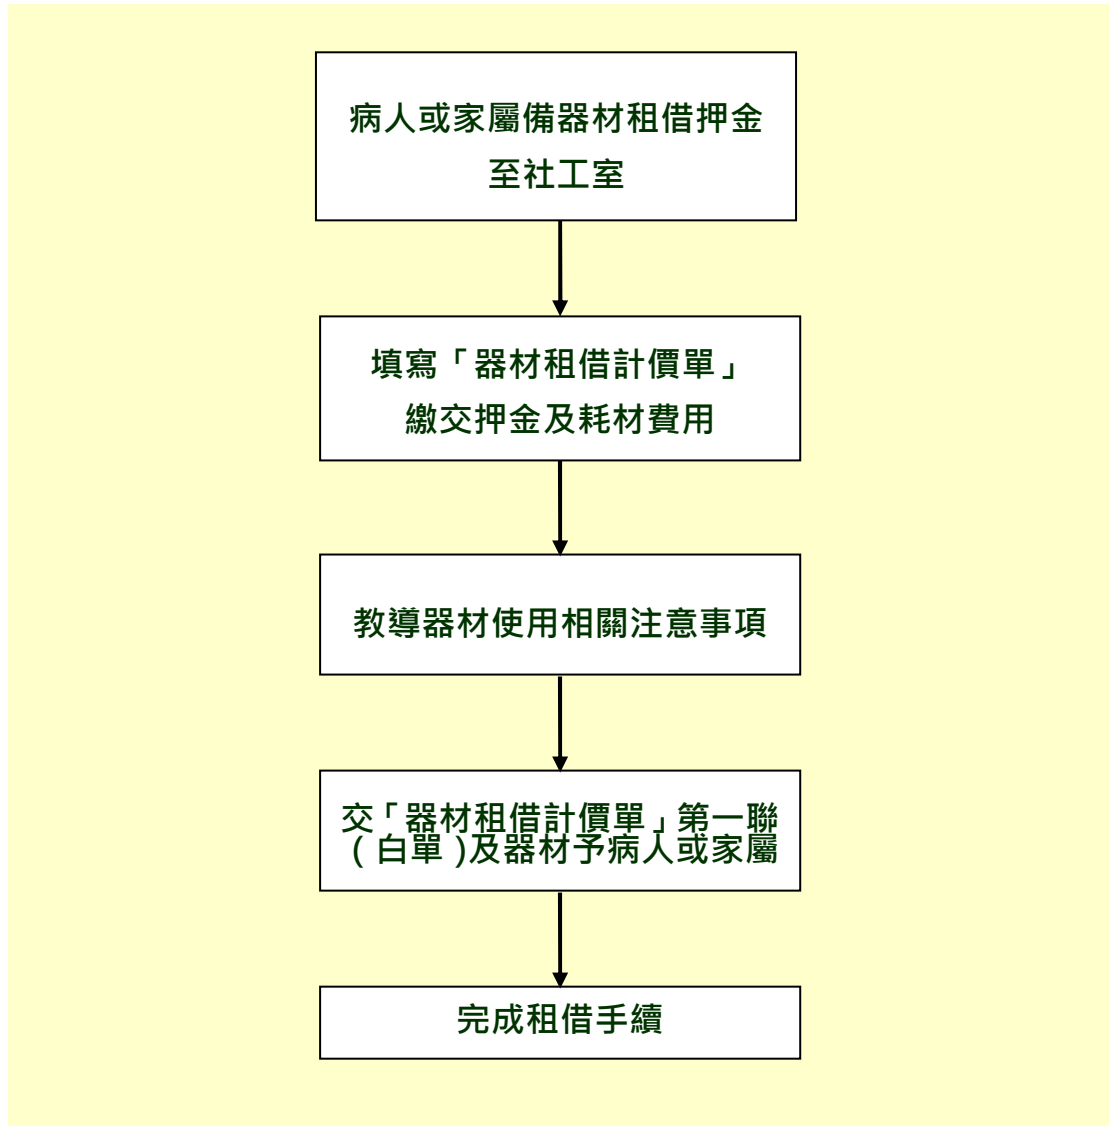 病人或家屬備器材租借押金
至社工室
填寫「器材租借計價單」
繳交押金及耗材費用
教導器材使用相關注意事項
交「器材租借計價單」第一聯
(白單)及器材予病人或家屬
完成租借手續